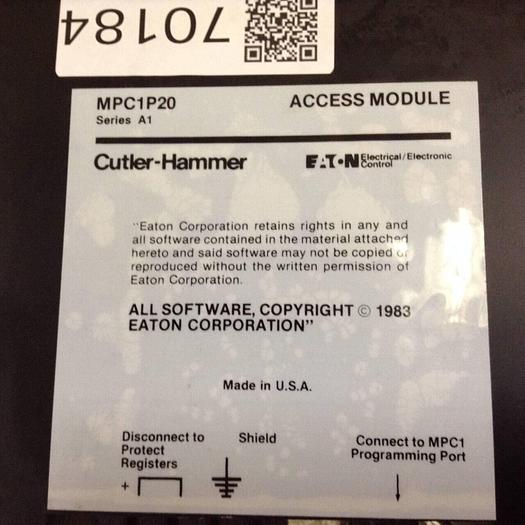 70184
MPC1P20 ACCESS MODULE
Series A1
Cutler-Hammer EAT•N Electrical/Electronic
Control
"Eaton Corporation retains rights in any and
all software contained in the material attached
hereto and said software may not be copied or
reproduced without the written permission of
Eaton Corporation.
ALL SOFTWARE, COPYRIGHT © 1983
EATON CORPORATION"
Made in U.S.A.
Disconnect to Shield Connect to MPC1
Protect Programming Port
Registers
+